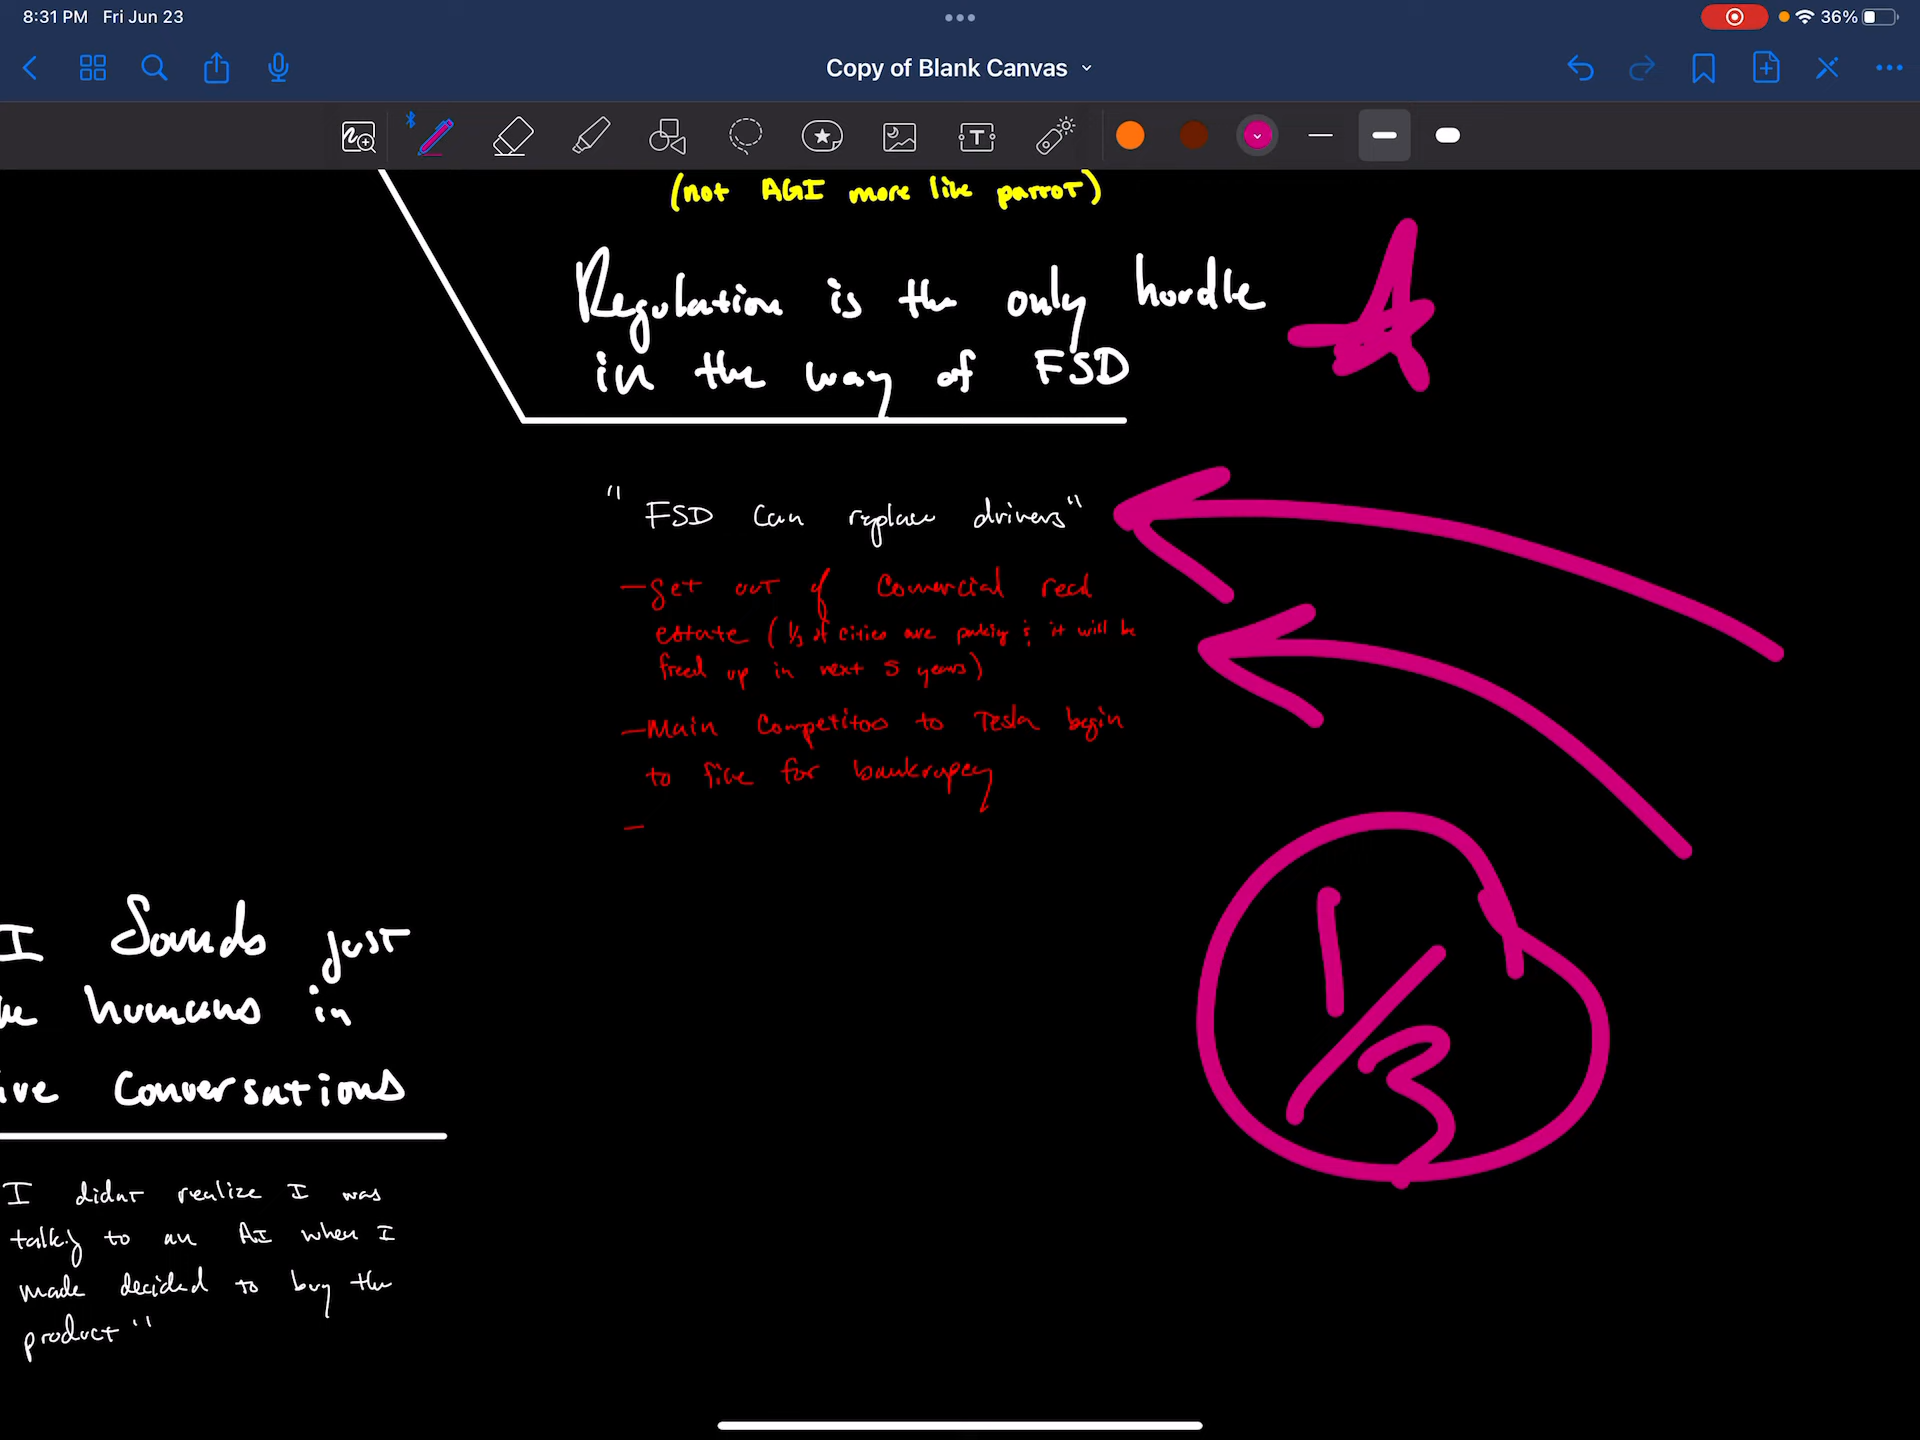 8:31 PM Fri Jun 23
36%
Copy of Blank Canvas
T
(not AGI more like parrot)
Regulation is the only hurdle
in the way of FSD
"FSD can replace drivers"
- get out of Comercial real
estate (1/3 of cities are parking & it will be
freed up in next 5 years)
- Main Competitors to Tesla begin
to file for bankrupcy
-
1/3
I Sounds just
humans in
ive Conversations
I didnt realize I was
talking to an AI when I
made decided to buy the
product"